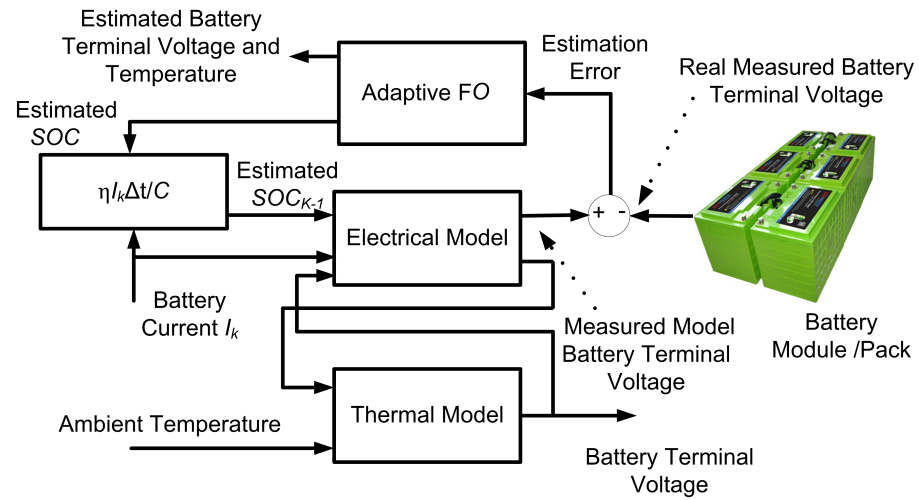 Estimated Battery
Terminal Voltage and
Temperature
Estimation
Error
Real Measured Battery
Terminal Voltage
Adaptive FO
Estimated
SOC
ηIₖΔt/C
Estimated
SOC_K-1
Electrical Model
+ -
Battery
Current Iₖ
Measured Model
Battery Terminal
Voltage
Battery
Module /Pack
Thermal Model
Ambient Temperature
Battery Terminal
Voltage